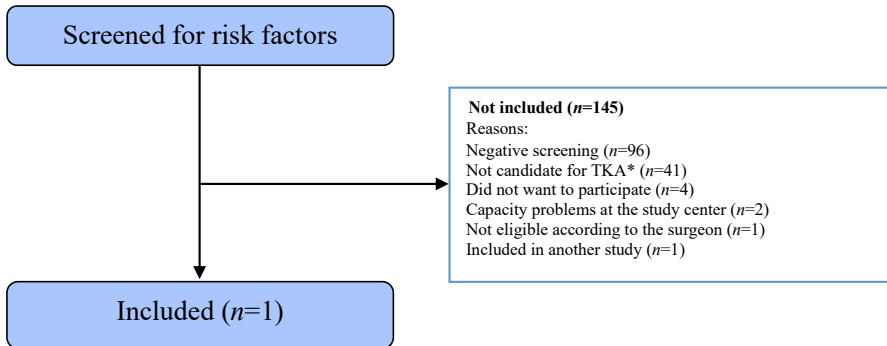 Screened for risk factors
Not included (n=145)
Reasons:
Negative screening (n=96)
Not candidate for TKA* (n=41)
Did not want to participate (n=4)
Capacity problems at the study center (n=2)
Not eligible according to the surgeon (n=1)
Included in another study (n=1)
Included (n=1)